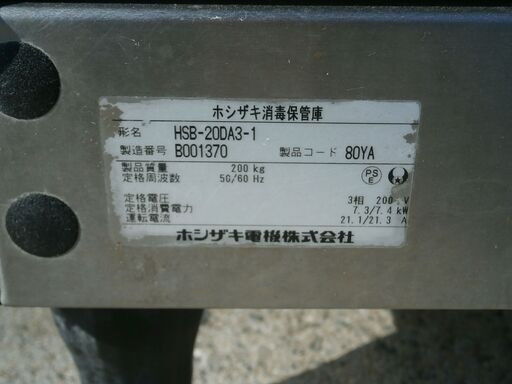 ホシザキ消毒保管庫
形名 HSB-20DA3-1
製造番号 B001370 製品コード 80YA
製品質量 200 kg
定格周波数 50/60 Hz
PS E
定格電圧 3相 200 V
定格消費電力 7.3/7.4 kW
運転電流 21.1/21.3 A
ホシザキ電機株式会社